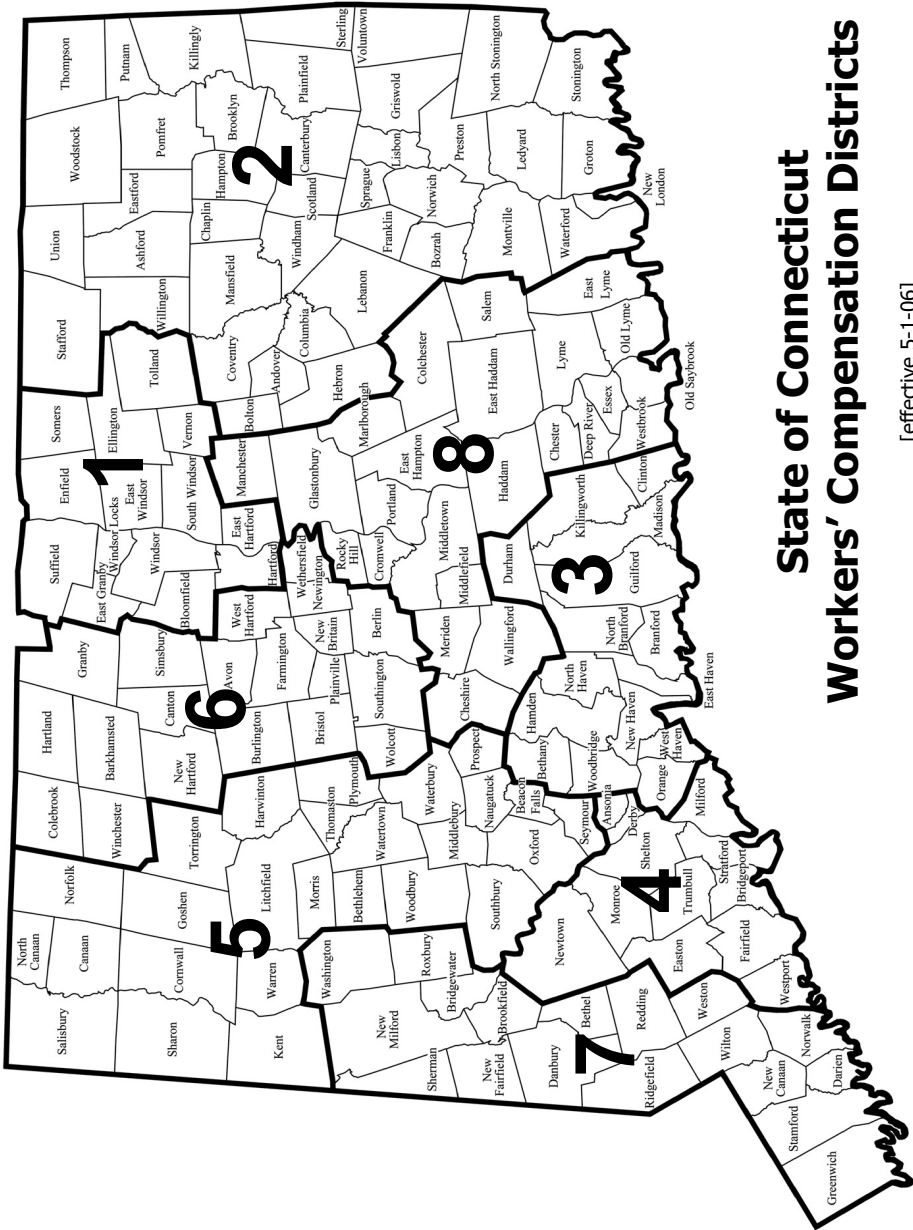 Salisbury
North
Canaan
Canaan
Norfolk
Colebrook
Hartland
Granby
Suffield
Enfield
Somers
Stafford
Union
Woodstock
Thompson
Winchester
Barkhamsted
East Granby
Windsor Locks
East
Windsor
Ellington
1
Putnam
Sharon
Cornwall
Goshen
Torrington
New
Hartford
Canton
Simsbury
Bloomfield
Windsor
South Windsor
Vernon
Tolland
Willington
Ashford
Eastford
Pomfret
Killingly
Kent
Warren
5
Litchfield
Harwinton
Burlington
6
Avon
West
Hartford
Hartford
East
Hartford
Manchester
Bolton
Coventry
Mansfield
Chaplin
Hampton
2
Brooklyn
Washington
Morris
Bethlehem
Thomaston
Plymouth
Bristol
Farmington
Plainville
New
Britain
Newington
Wethersfield
Glastonbury
Andover
Columbia
Windham
Scotland
Canterbury
Plainfield
Sterling
New
Milford
Sherman
Roxbury
Bridgewater
Woodbury
Watertown
Waterbury
Wolcott
Southington
Berlin
Rocky
Hill
Cromwell
Portland
Marlborough
Hebron
Lebanon
Franklin
Sprague
Lisbon
Griswold
Voluntown
New
Fairfield
Brookfield
Southbury
Middlebury
Naugatuck
Prospect
Cheshire
Meriden
Middlefield
Middletown
East
Hampton
8
Colchester
Bozrah
Norwich
Preston
North Stonington
Danbury
Bethel
7
Newtown
Oxford
Beacon
Falls
Seymour
Bethany
Hamden
Wallingford
Durham
Haddam
East Haddam
Salem
Montville
Ledyard
Ridgefield
Redding
Monroe
4
Shelton
Derby
Ansonia
Woodbridge
North
Haven
North
Branford
3
Killingworth
Chester
Deep River
Essex
Lyme
East
Lyme
Waterford
Groton
Stonington
Wilton
Weston
Easton
Trumbull
Orange
New Haven
West
Haven
Branford
Guilford
Madison
Clinton
Westbrook
Old Lyme
New
London
Stamford
New
Canaan
Norwalk
Westport
Fairfield
Bridgeport
Stratford
Milford
East Haven
Old Saybrook
Greenwich
Darien
State of Connecticut
Workers' Compensation Districts
[effective 5-1-06]